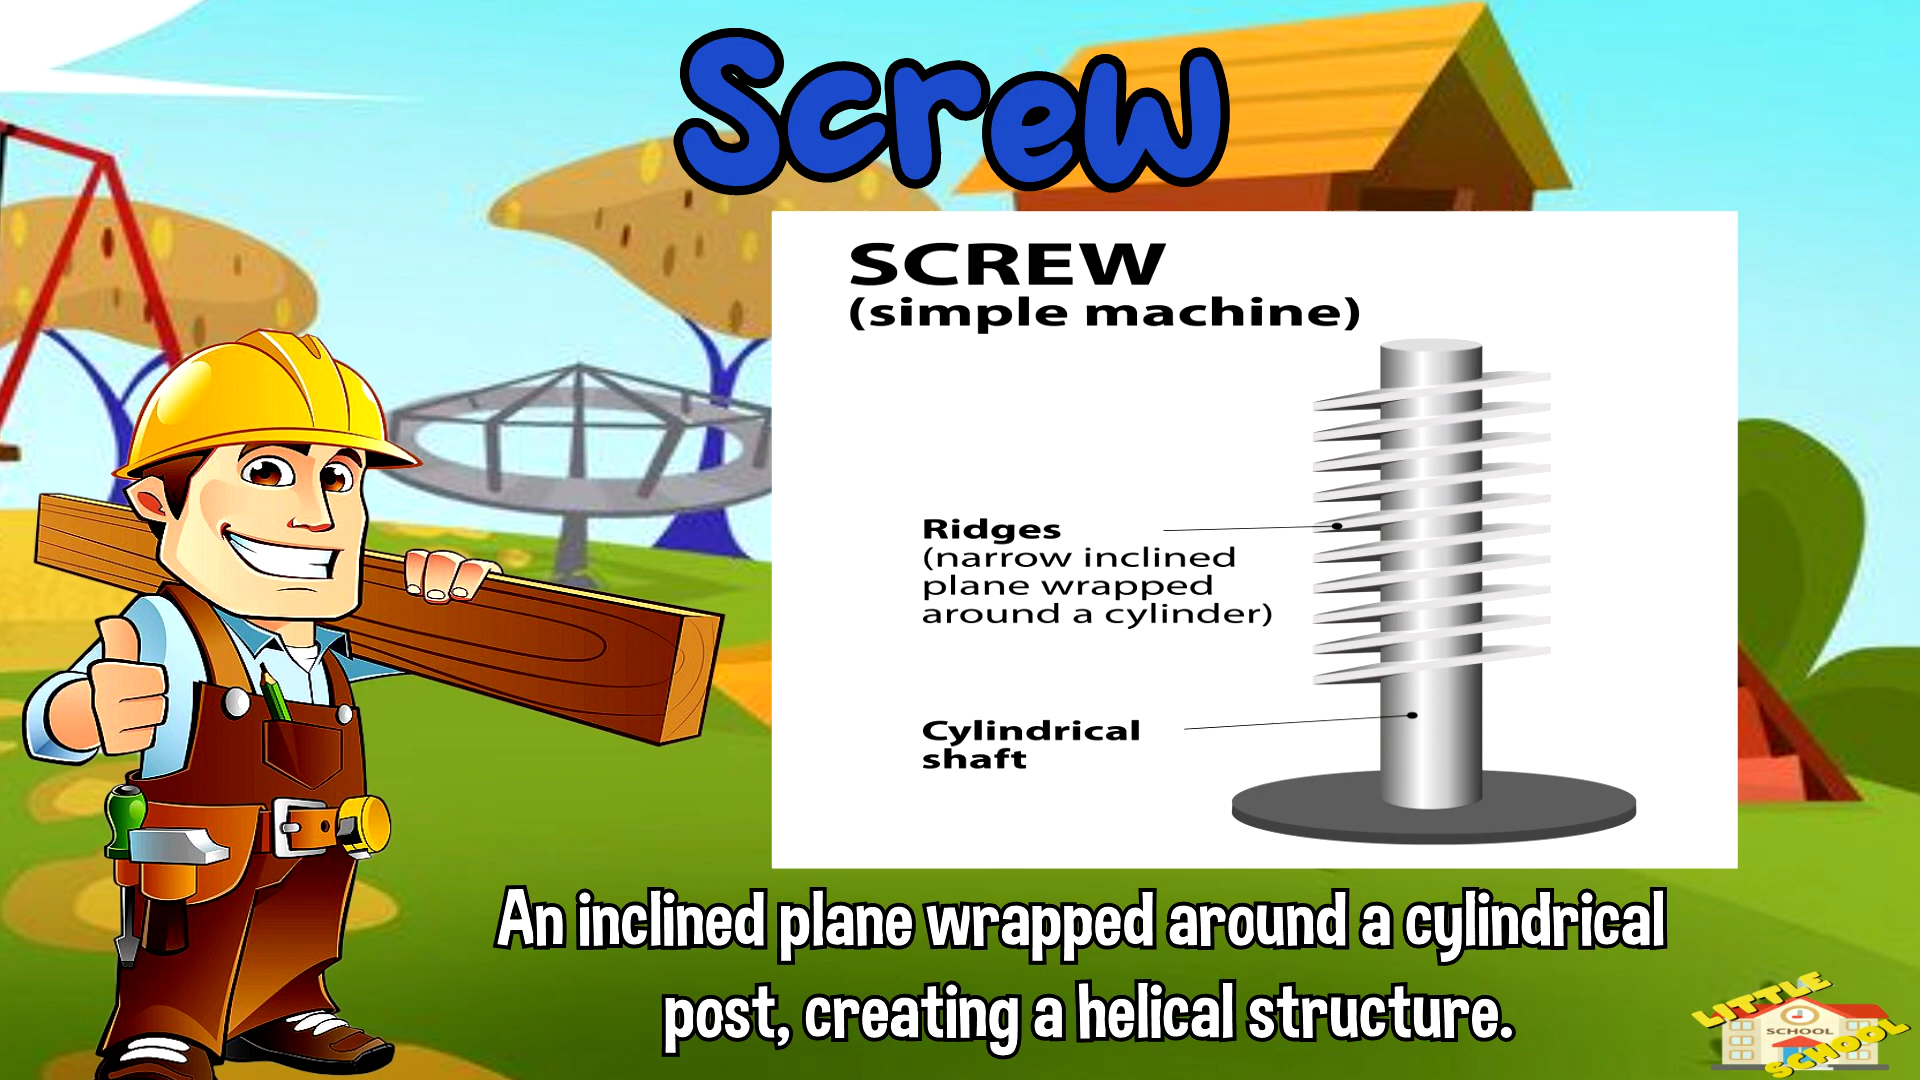 Screw
SCREW
(simple machine)
Ridges
(narrow inclined
plane wrapped
around a cylinder)
Cylindrical
shaft
An inclined plane wrapped around a cylindrical
post, creating a helical structure.
LITTLE
SCHOOL
SCHOOL